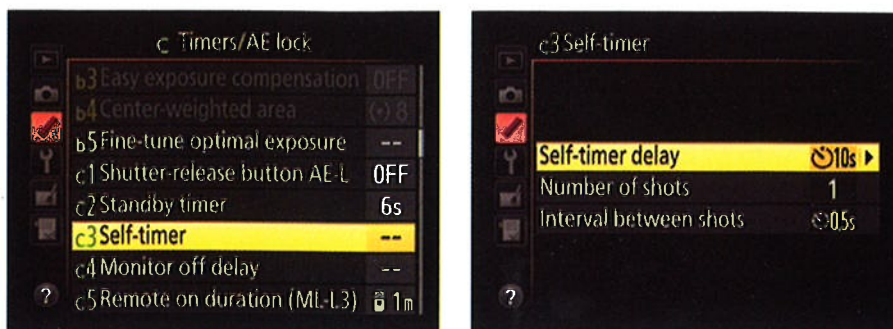 c Timers/AE lock
b3 Easy exposure compensation OFF
b4 Center-weighted area (•) 8
b5 Fine-tune optimal exposure --
c1 Shutter-release button AE-L OFF
c2 Standby timer 6s
c3 Self-timer --
c4 Monitor off delay --
c5 Remote on duration (ML-L3) 1m
?
c3 Self-timer
Self-timer delay 10s
Number of shots 1
Interval between shots 0.5s
?